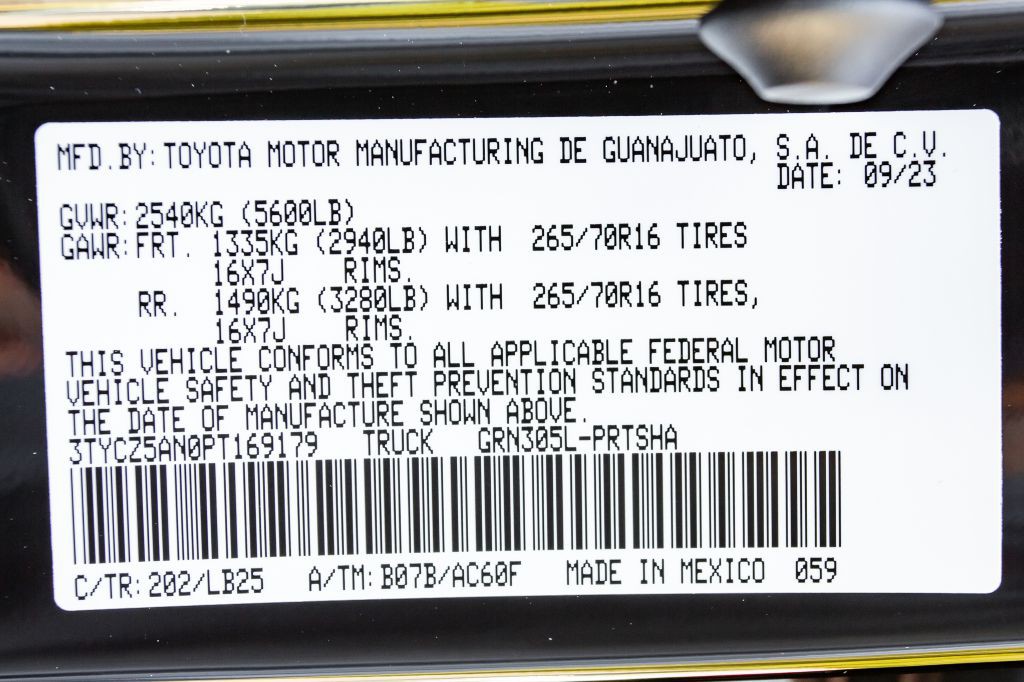 MFD.BY: TOYOTA MOTOR MANUFACTURING DE GUANAJUATO, S.A. DE C.V.
DATE: 09/23
GVWR: 2540KG (5600LB)
GAWR: FRT. 1335KG (2940LB) WITH 265/70R16 TIRES
16X7J RIMS.
RR. 1490KG (3280LB) WITH 265/70R16 TIRES,
16X7J RIMS.
THIS VEHICLE CONFORMS TO ALL APPLICABLE FEDERAL MOTOR
VEHICLE SAFETY AND THEFT PREVENTION STANDARDS IN EFFECT ON
THE DATE OF MANUFACTURE SHOWN ABOVE.
3TYCZ5AN0PT169179 TRUCK GRN305L-PRTSHA
C/TR: 202/LB25 A/TM: B07B/AC60F MADE IN MEXICO 059